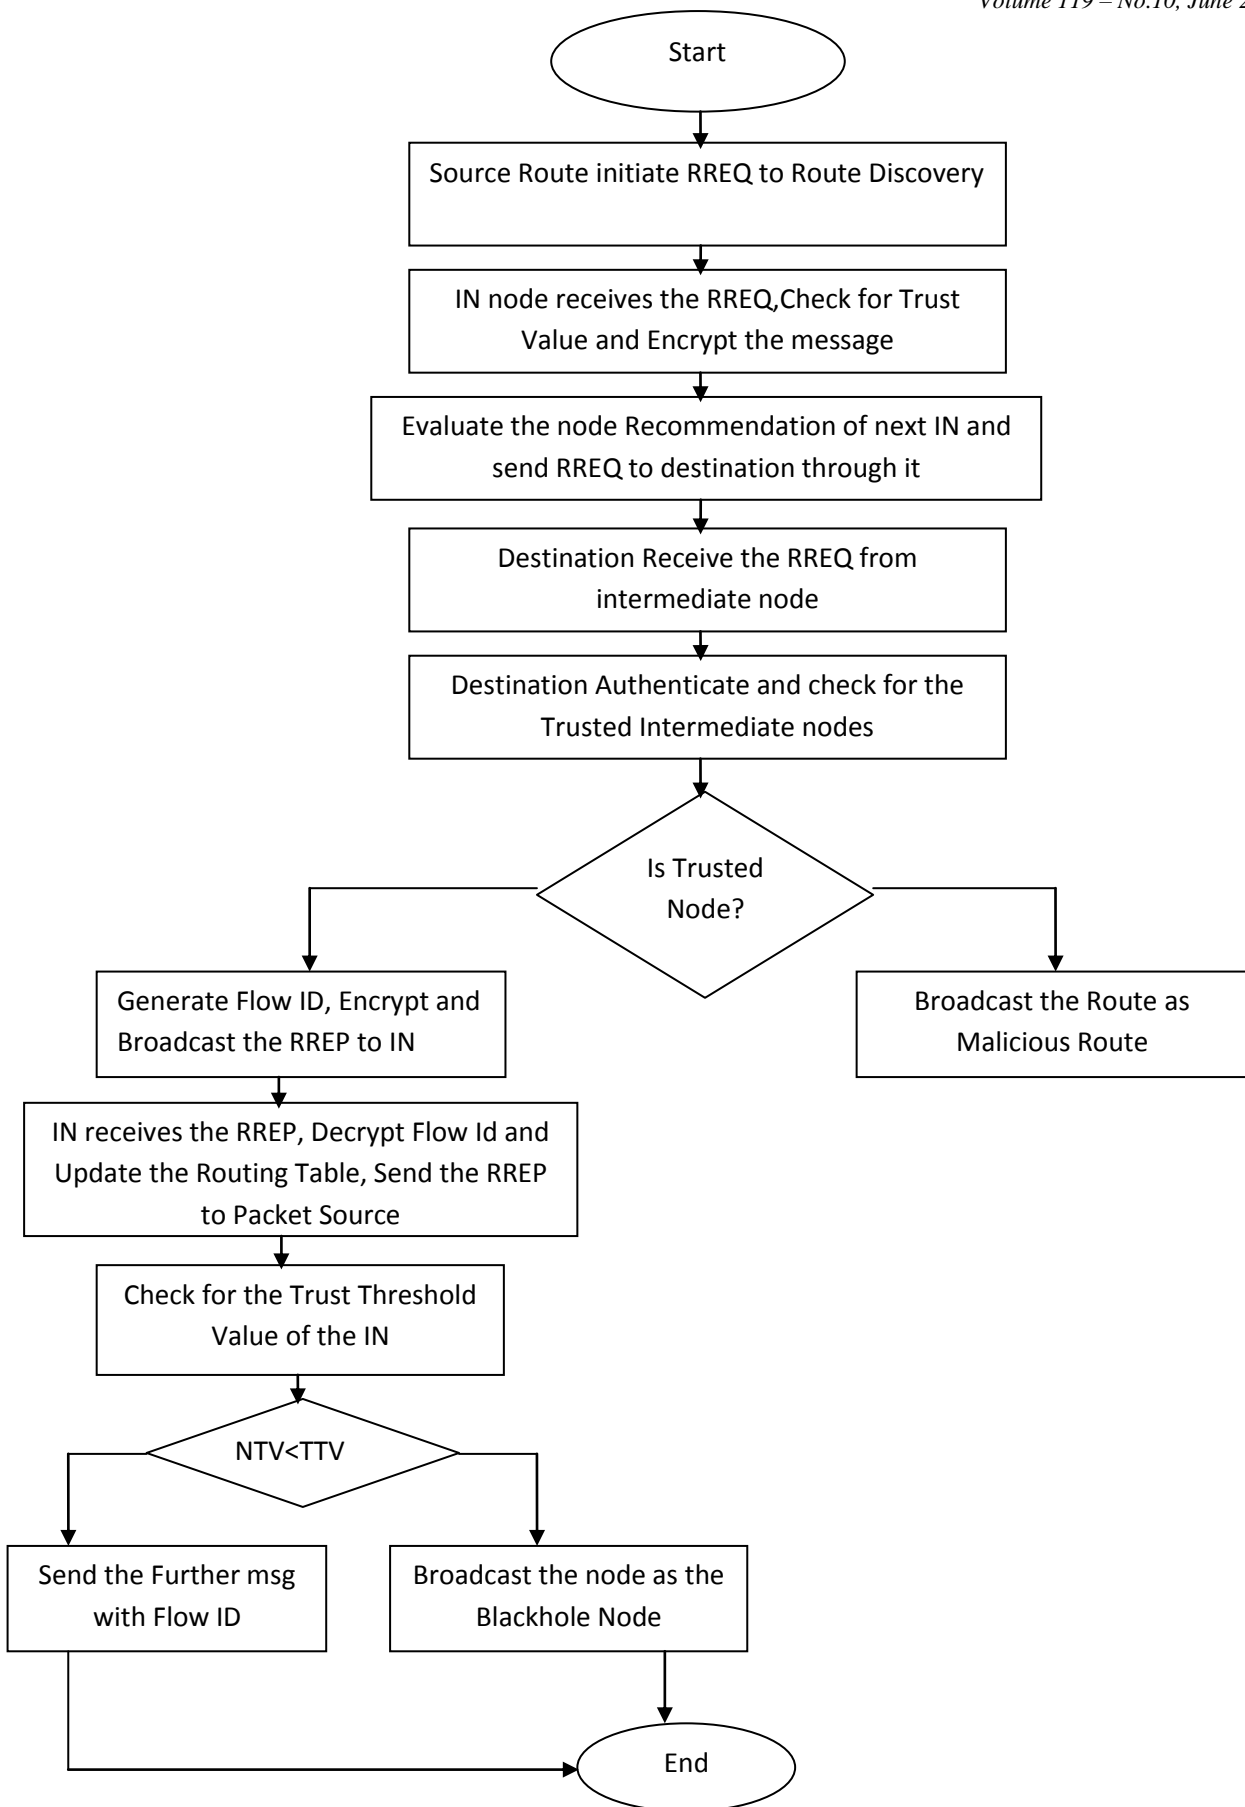 Volume 119 – No.10, June 2
Start
Source Route initiate RREQ to Route Discovery
IN node receives the RREQ,Check for Trust
Value and Encrypt the message
Evaluate the node Recommendation of next IN and
send RREQ to destination through it
Destination Receive the RREQ from
intermediate node
Destination Authenticate and check for the
Trusted Intermediate nodes
Is Trusted
Node?
Generate Flow ID, Encrypt and
Broadcast the RREP to IN
Broadcast the Route as
Malicious Route
IN receives the RREP, Decrypt Flow Id and
Update the Routing Table, Send the RREP
to Packet Source
Check for the Trust Threshold
Value of the IN
NTV<TTV
Send the Further msg
with Flow ID
Broadcast the node as the
Blackhole Node
End